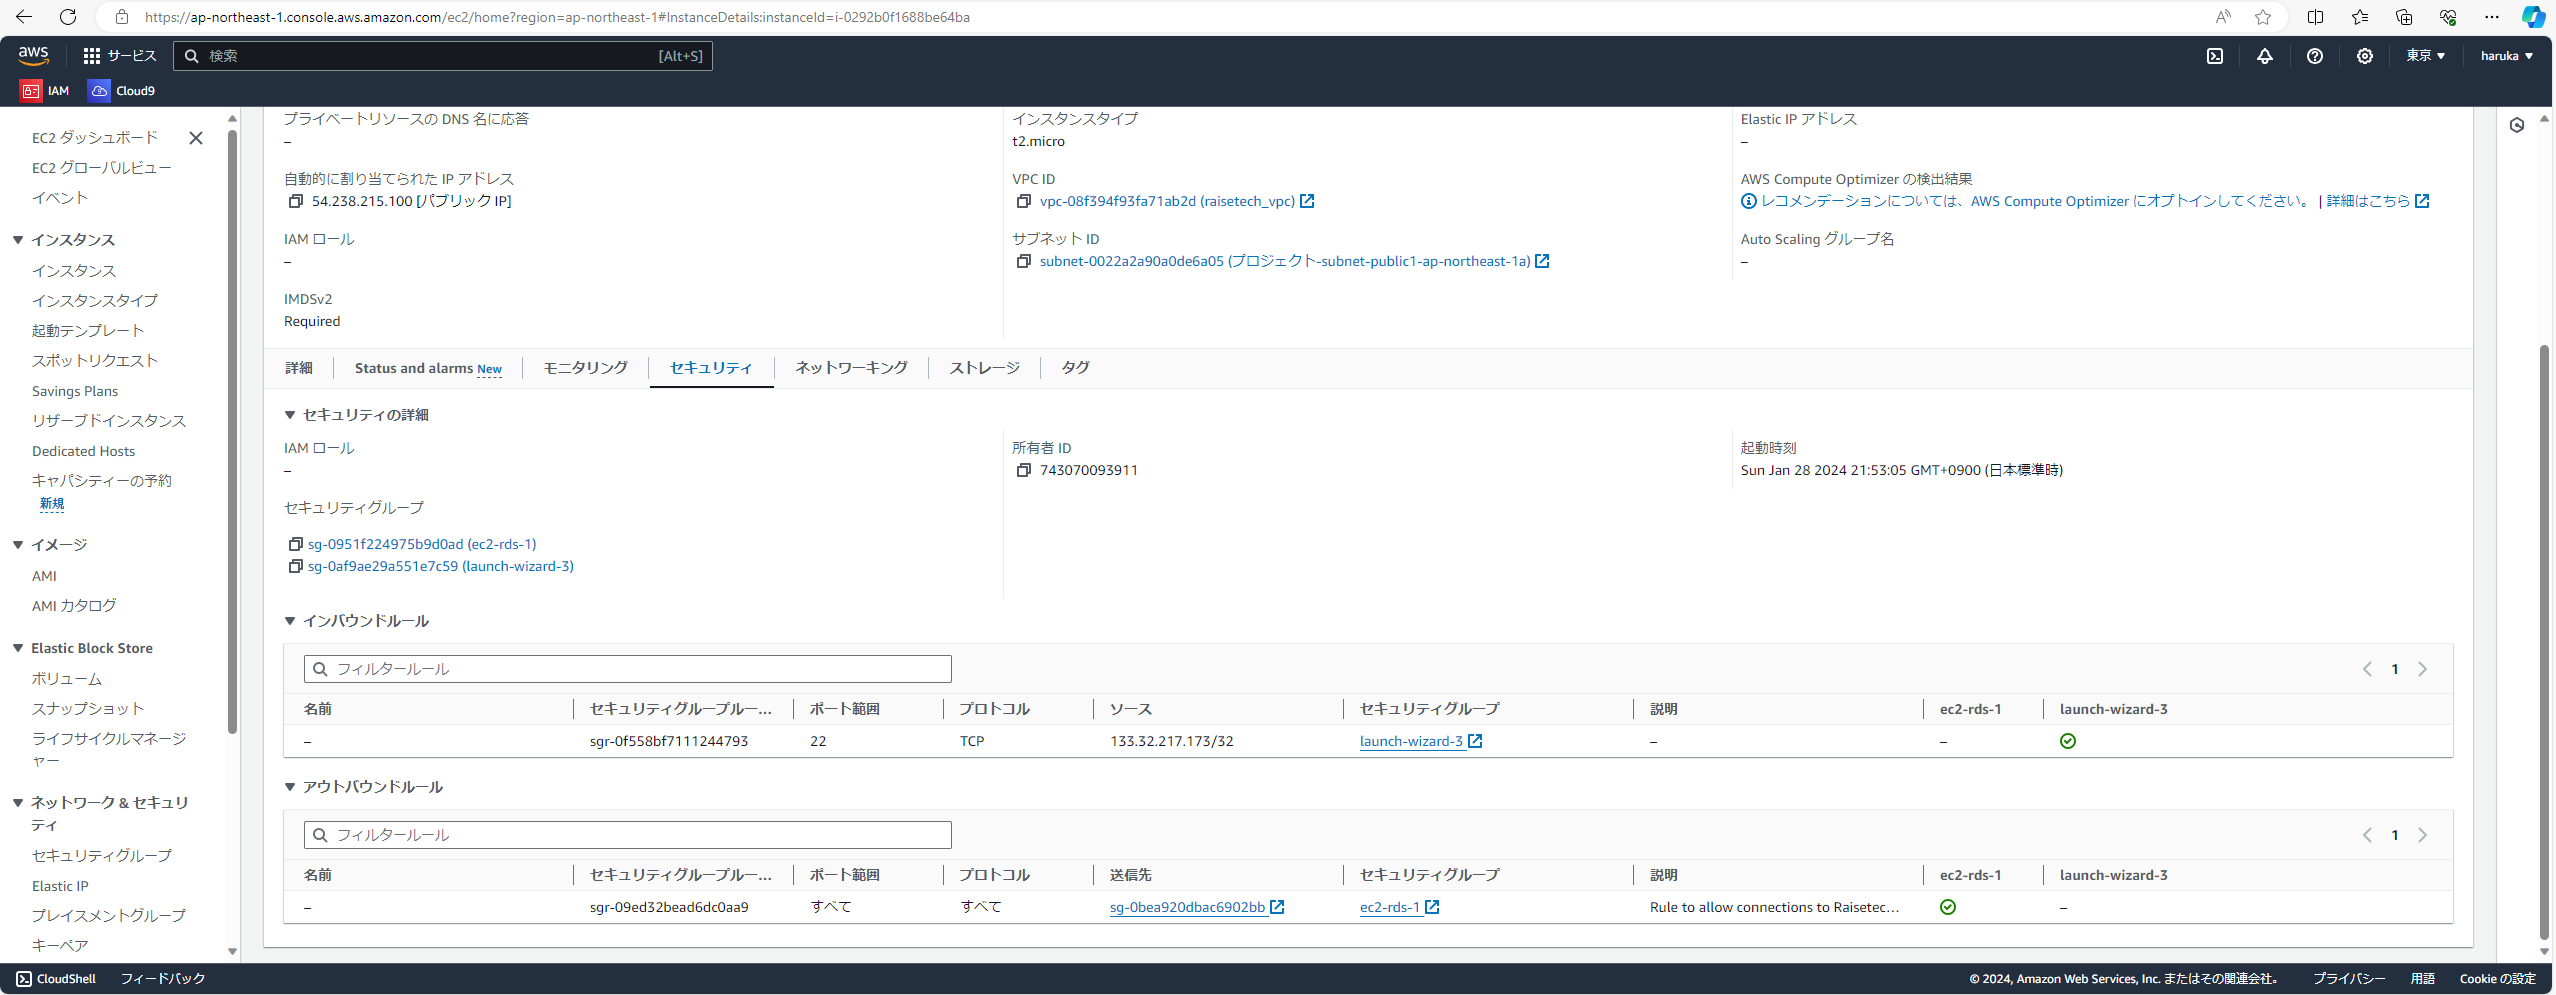 https://ap-northeast-1.console.aws.amazon.com/ec2/home?region=ap-northeast-1#InstanceDetails:instanceId=i-0292b0f1688be64ba
aws サービス 検索 [Alt+S] 東京 ▼ haruka ▼
IAM Cloud9
EC2 ダッシュボード
EC2 グローバルビュー
イベント
▼ インスタンス
インスタンス
インスタンスタイプ
起動テンプレート
スポットリクエスト
Savings Plans
リザーブドインスタンス
Dedicated Hosts
キャパシティーの予約
新規
▼ イメージ
AMI
AMI カタログ
▼ Elastic Block Store
ボリューム
スナップショット
ライフサイクルマネージ
ャー
▼ ネットワーク & セキュリ
ティ
セキュリティグループ
Elastic IP
プレイスメントグループ
キーペア
プライベートリソースの DNS 名に応答
–
自動的に割り当てられた IP アドレス
54.238.215.100 [パブリック IP]
IAM ロール
–
IMDSv2
Required
インスタンスタイプ
t2.micro
VPC ID
vpc-08f394f93fa71ab2d (raisetech_vpc)
サブネット ID
subnet-0022a2a90a0de6a05 (プロジェクト-subnet-public1-ap-northeast-1a)
Elastic IP アドレス
–
AWS Compute Optimizer の検出結果
レコメンデーションについては、AWS Compute Optimizer にオプトインしてください。 | 詳細はこちら
Auto Scaling グループ名
–
詳細 Status and alarms New モニタリング セキュリティ ネットワーキング ストレージ タグ
▼ セキュリティの詳細
IAM ロール
–
所有者 ID
743070093911
起動時刻
Sun Jan 28 2024 21:53:05 GMT+0900 (日本標準時)
セキュリティグループ
sg-0951f224975b9d0ad (ec2-rds-1)
sg-0af9ae29a551e7c59 (launch-wizard-3)
▼ インバウンドルール
フィルタールール 1
名前 セキュリティグループルー... ポート範囲 プロトコル ソース セキュリティグループ 説明 ec2-rds-1 launch-wizard-3
– sgr-0f558bf7111244793 22 TCP 133.32.217.173/32 launch-wizard-3 – –
▼ アウトバウンドルール
フィルタールール 1
名前 セキュリティグループルー... ポート範囲 プロトコル 送信先 セキュリティグループ 説明 ec2-rds-1 launch-wizard-3
– sgr-09ed32bead6dc0aa9 すべて すべて sg-0bea920dbac6902bb ec2-rds-1 Rule to allow connections to Raisetec... –
CloudShell フィードバック © 2024, Amazon Web Services, Inc. またはその関連会社。 プライバシー 用語 Cookie の設定